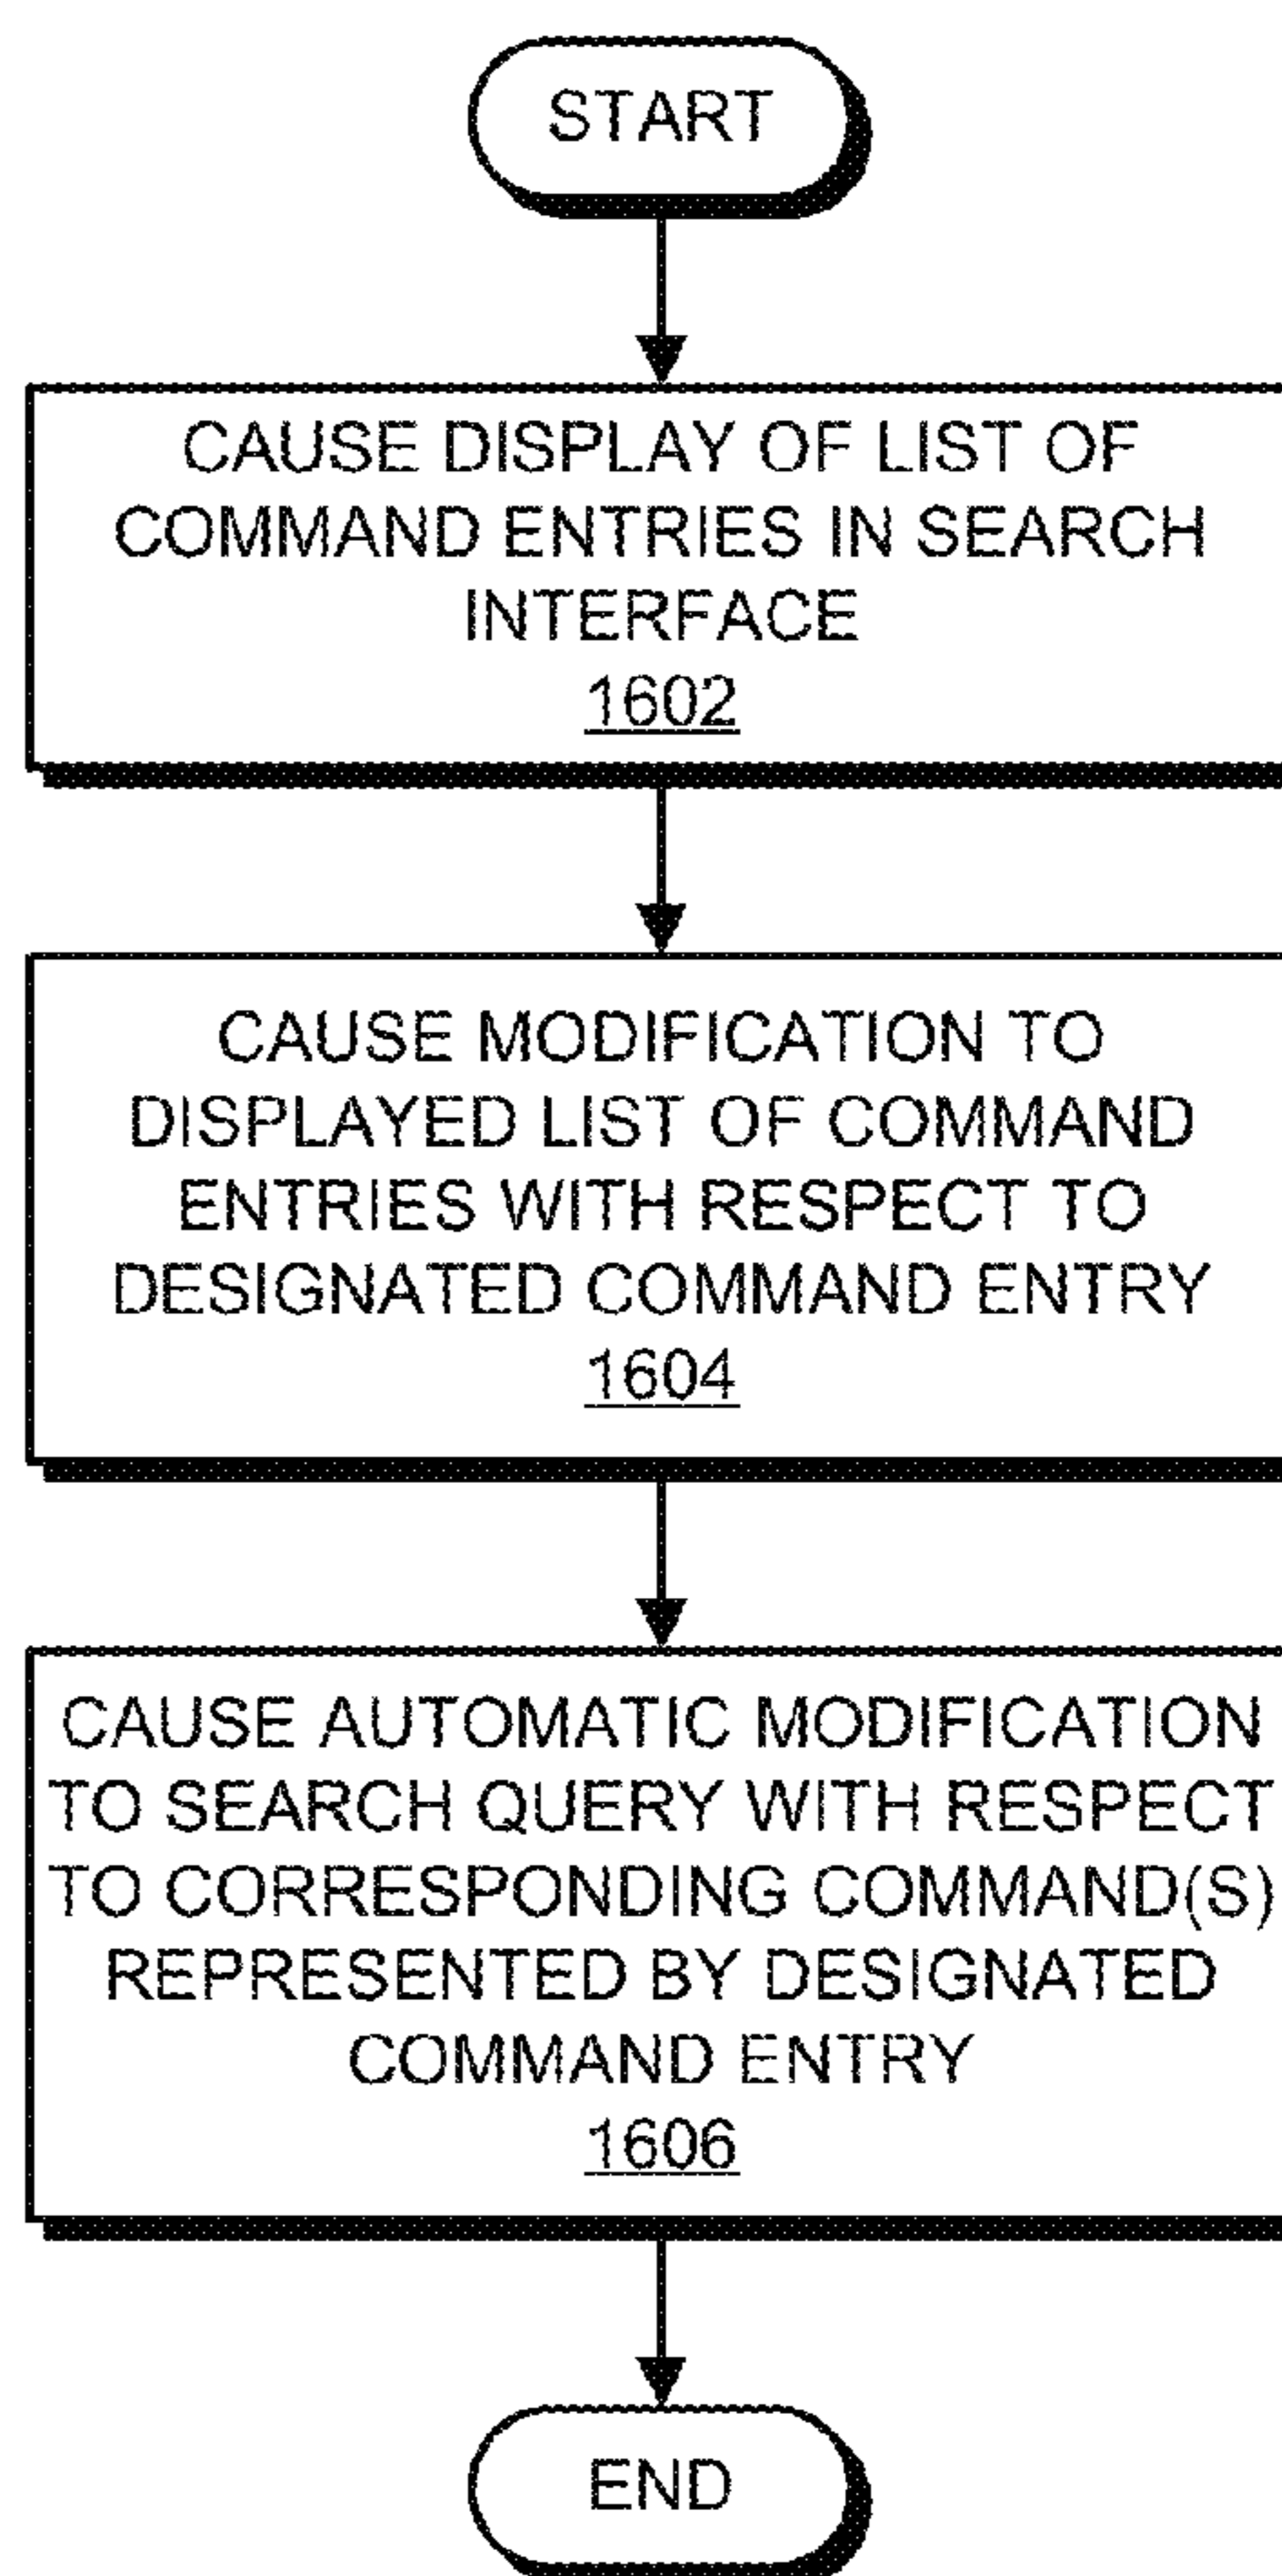 START
CAUSE DISPLAY OF LIST OF
COMMAND ENTRIES IN SEARCH
INTERFACE
1602
CAUSE MODIFICATION TO
DISPLAYED LIST OF COMMAND
ENTRIES WITH RESPECT TO
DESIGNATED COMMAND ENTRY
1604
CAUSE AUTOMATIC MODIFICATION
TO SEARCH QUERY WITH RESPECT
TO CORRESPONDING COMMAND(S)
REPRESENTED BY DESIGNATED
COMMAND ENTRY
1606
END